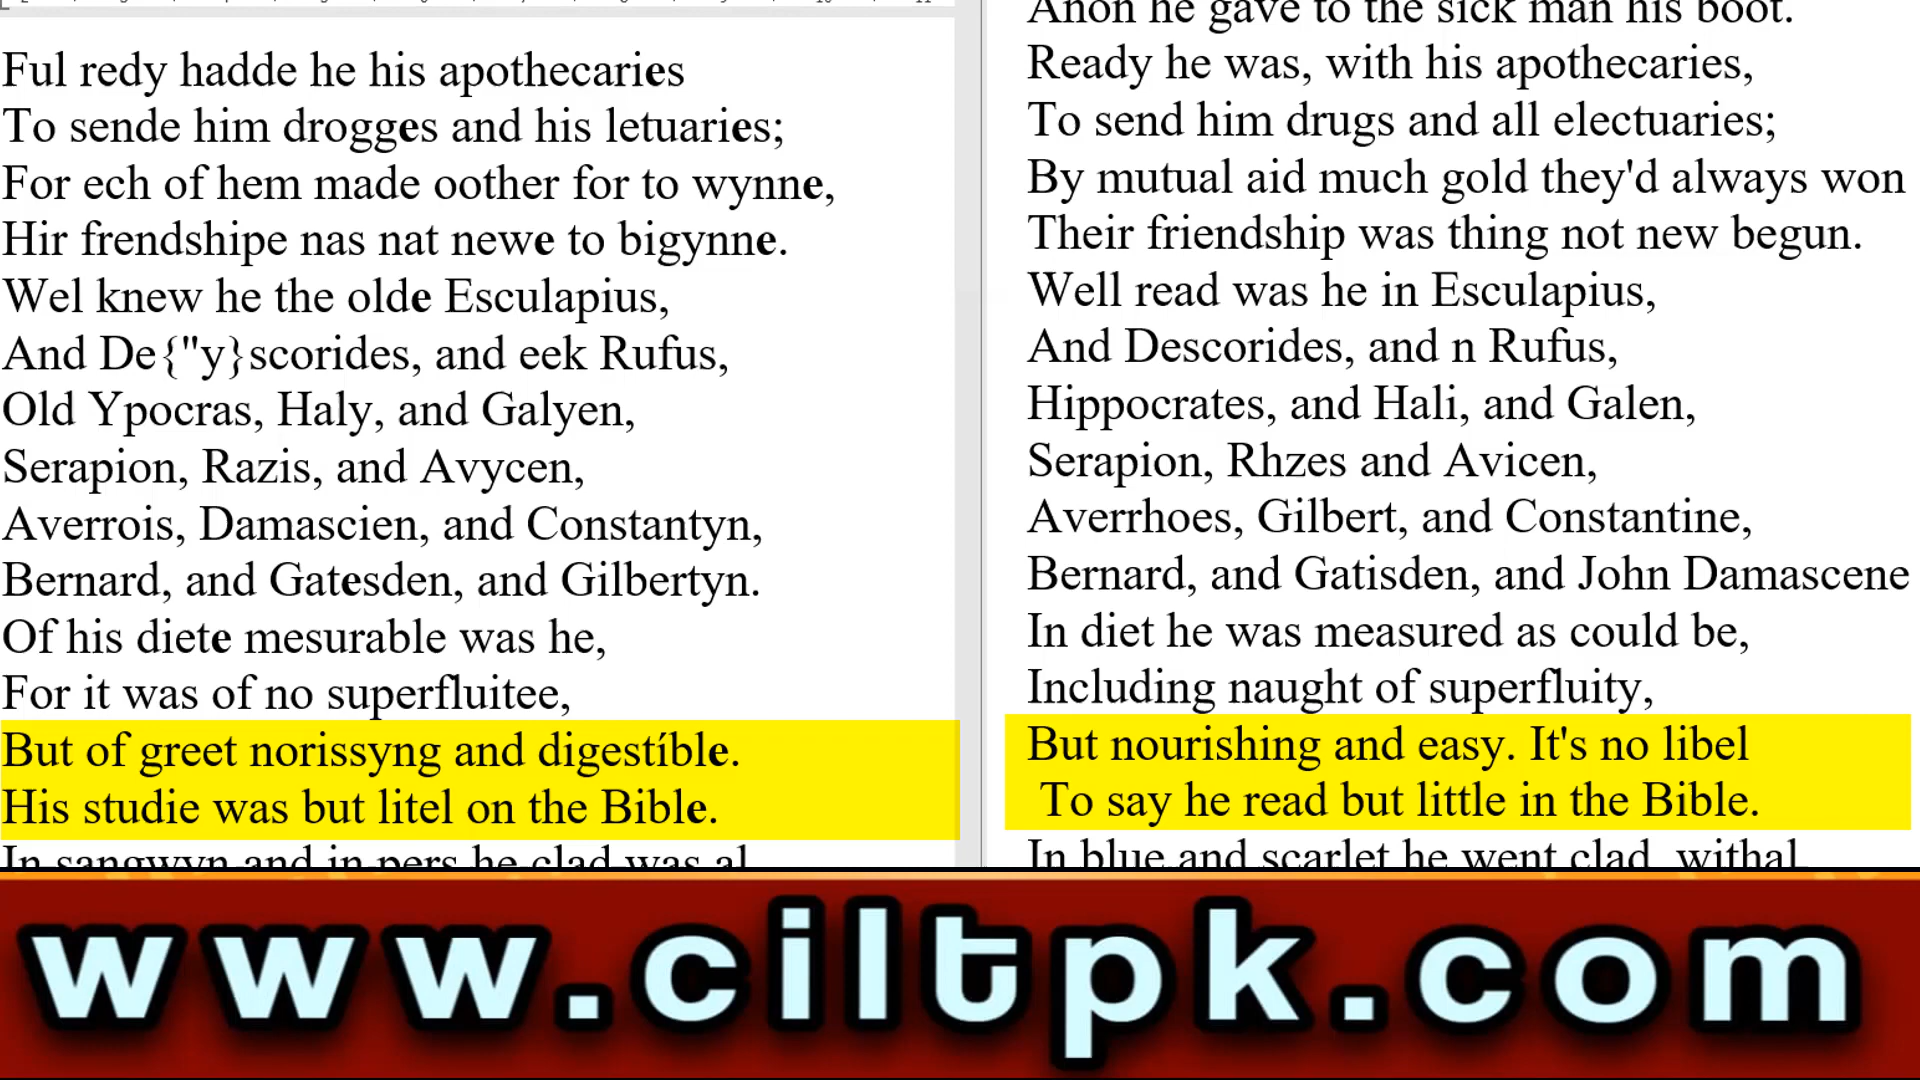 Ful redy hadde he his apothecaries
To sende him drogges and his letuaries;
For ech of hem made oother for to wynne,
Hir frendshipe nas nat newe to bigynne.
Wel knew he the olde Esculapius,
And De{"y}scorides, and eek Rufus,
Old Ypocras, Haly, and Galyen,
Serapion, Razis, and Avycen,
Averrois, Damascien, and Constantyn,
Bernard, and Gatesden, and Gilbertyn.
Of his diete mesurable was he,
For it was of no superfluitee,
But of greet norissyng and digestíble.
His studie was but litel on the Bible.
In sangwyn and in pers he clad was al
Anon he gave to the sick man his boot.
Ready he was, with his apothecaries,
To send him drugs and all electuaries;
By mutual aid much gold they'd always won
Their friendship was thing not new begun.
Well read was he in Esculapius,
And Descorides, and n Rufus,
Hippocrates, and Hali, and Galen,
Serapion, Rhzes and Avicen,
Averrhoes, Gilbert, and Constantine,
Bernard, and Gatisden, and John Damascene
In diet he was measured as could be,
Including naught of superfluity,
But nourishing and easy. It's no libel
To say he read but little in the Bible.
In blue and scarlet he went clad, withal,
www.ciltpk.com